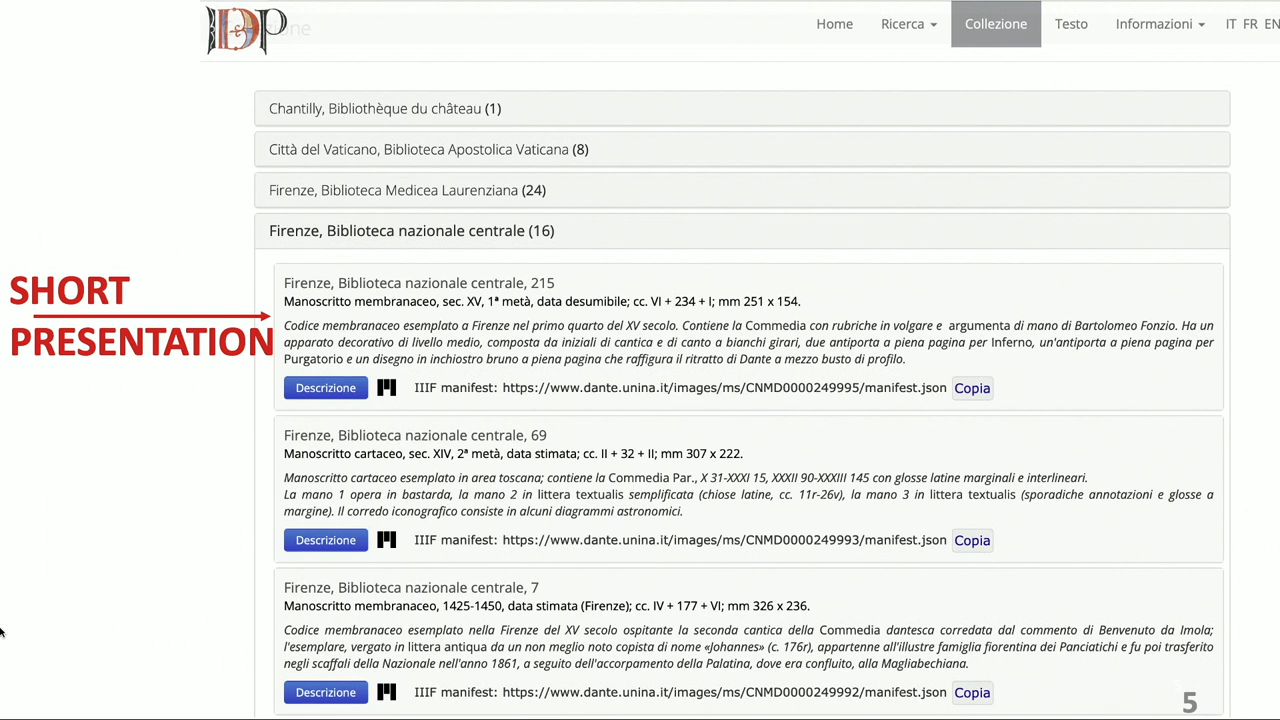 IDP
Home Ricerca Collezione Testo Informazioni IT FR EN
Chantilly, Bibliothèque du château (1)
Città del Vaticano, Biblioteca Apostolica Vaticana (8)
Firenze, Biblioteca Medicea Laurenziana (24)
Firenze, Biblioteca nazionale centrale (16)
SHORT
PRESENTATION
Firenze, Biblioteca nazionale centrale, 215
Manoscritto membranaceo, sec. XV, 1ª metà, data desumibile; cc. VI + 234 + I; mm 251 x 154.
Codice membranaceo esemplato a Firenze nel primo quarto del XV secolo. Contiene la Commedia con rubriche in volgare e argumenta di mano di Bartolomeo Fonzio. Ha un
apparato decorativo di livello medio, composta da iniziali di cantica e di canto a bianchi girari, due antiporta a piena pagina per Inferno, un'antiporta a piena pagina per
Purgatorio e un disegno in inchiostro bruno a piena pagina che raffigura il ritratto di Dante a mezzo busto di profilo.
Descrizione IIIF manifest: https://www.dante.unina.it/images/ms/CNMD0000249995/manifest.json Copia
Firenze, Biblioteca nazionale centrale, 69
Manoscritto cartaceo, sec. XIV, 2ª metà, data stimata; cc. II + 32 + II; mm 307 x 222.
Manoscritto cartaceo esemplato in area toscana; contiene la Commedia Par., X 31-XXXI 15, XXXII 90-XXXIII 145 con glosse latine marginali e interlineari.
La mano 1 opera in bastarda, la mano 2 in littera textualis semplificata (chiose latine, cc. 11r-26v), la mano 3 in littera textualis (sporadiche annotazioni e glosse a
margine). Il corredo iconografico consiste in alcuni diagrammi astronomici.
Descrizione IIIF manifest: https://www.dante.unina.it/images/ms/CNMD0000249993/manifest.json Copia
Firenze, Biblioteca nazionale centrale, 7
Manoscritto membranaceo, 1425-1450, data stimata (Firenze); cc. IV + 177 + VI; mm 326 x 236.
Codice membranaceo esemplato nella Firenze del XV secolo ospitante la seconda cantica della Commedia dantesca corredata dal commento di Benvenuto da Imola;
l'esemplare, vergato in littera antiqua da un non meglio noto copista di nome «Johannes» (c. 176r), appartenne all'illustre famiglia fiorentina dei Panciatichi e fu poi trasferito
negli scaffali della Nazionale nell'anno 1861, a seguito dell'accorpamento della Palatina, dove era confluito, alla Magliabechiana.
Descrizione IIIF manifest: https://www.dante.unina.it/images/ms/CNMD0000249992/manifest.json Copia
5